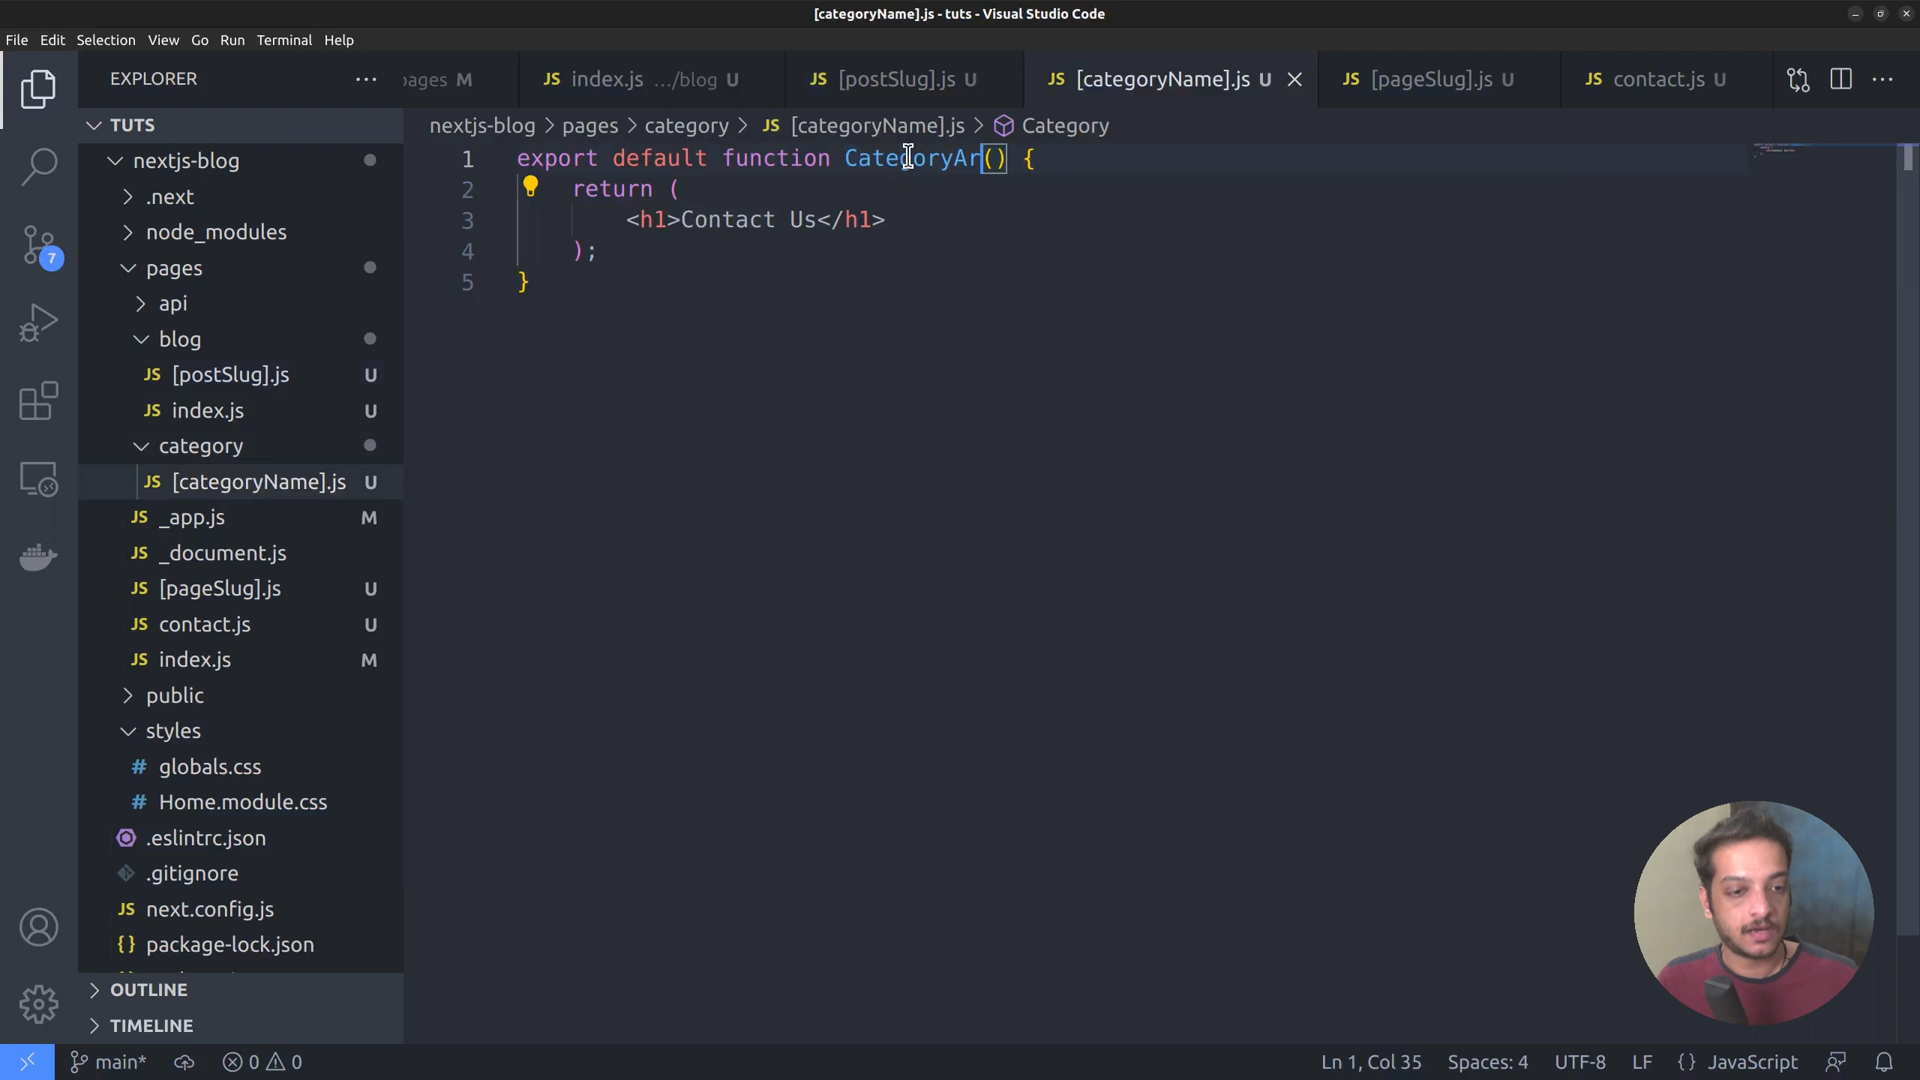 [categoryName].js - tuts - Visual Studio Code
File Edit Selection View Go Run Terminal Help
EXPLORER
pages M
JS index.js .../blog U
JS [postSlug].js U
JS [categoryName].js U
JS [pageSlug].js U
JS contact.js U
nextjs-blog > pages > category > JS [categoryName].js > Category
TUTS
nextjs-blog
.next
node_modules
pages
api
blog
JS [postSlug].js U
JS index.js U
category
JS [categoryName].js U
JS _app.js M
JS _document.js
JS [pageSlug].js U
JS contact.js U
JS index.js M
public
styles
# globals.css
# Home.module.css
.eslintrc.json
.gitignore
JS next.config.js
{ } package-lock.json
OUTLINE
TIMELINE
1 export default function CategoryAr() {
2 return (
3 <h1>Contact Us</h1>
4 );
5 }
7
main* 0 0
Ln 1, Col 35 Spaces: 4 UTF-8 LF { } JavaScript